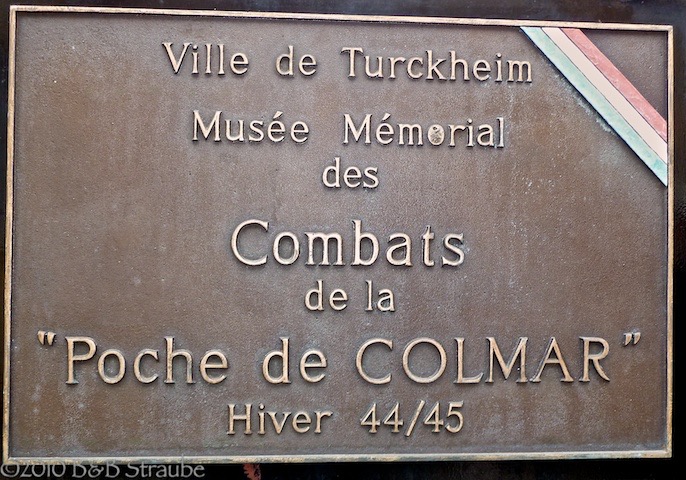 Ville de Turckheim
Musée Mémorial
des
Combats
de la
"Poche de COLMAR"
Hiver 44/45
©2010 B&B Straube